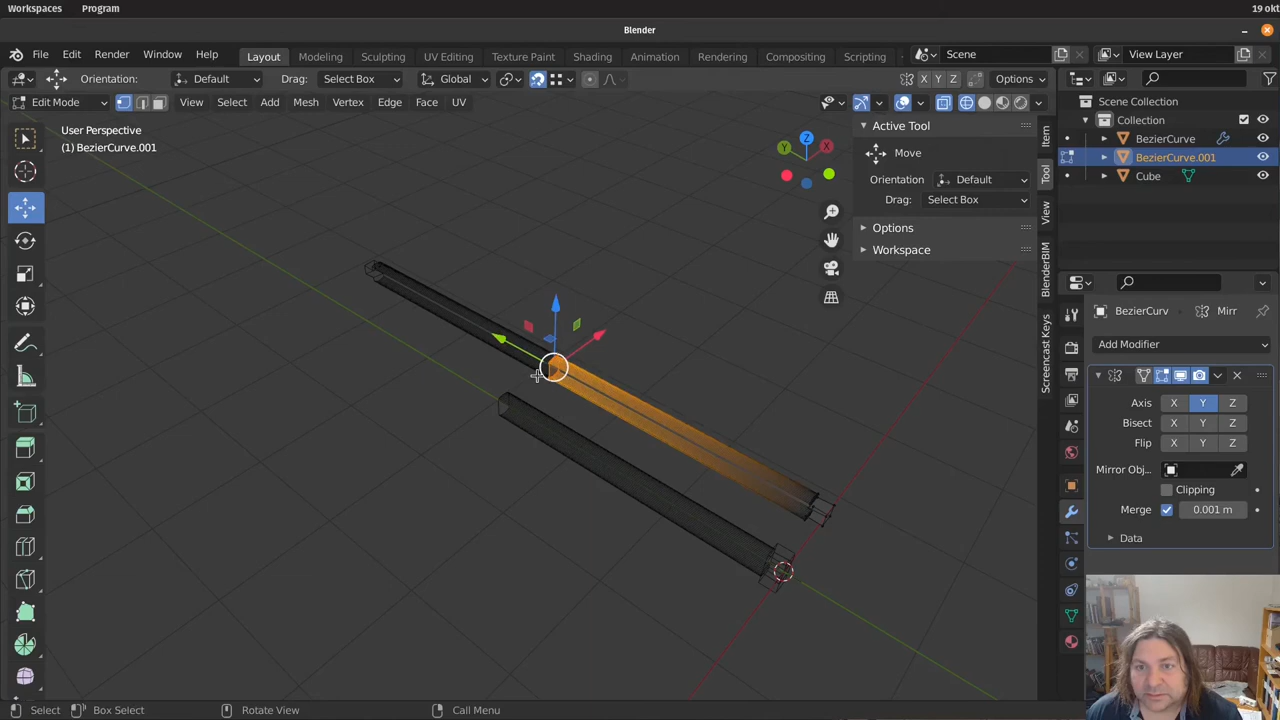 Workspaces Program 19 okt
Blender
File Edit Render Window Help Layout Modeling Sculpting UV Editing Texture Paint Shading Animation Rendering Compositing Scripting Scene View Layer
Orientation: Default Drag: Select Box Global X Y Z Options
Edit Mode View Select Add Mesh Vertex Edge Face UV
User Perspective
(1) BezierCurve.001
Z
Y
X
Active Tool
Move
Orientation Default
Drag: Select Box
Options
Workspace
Item
Tool
View
BlenderBIM
Screencast Keys
Scene Collection
Collection
BezierCurve
BezierCurve.001
Cube
BezierCurv Mirr
Add Modifier
Axis X Y Z
Bisect X Y Z
Flip X Y Z
Mirror Obj...
Clipping
Merge 0.001 m
Data
Select Box Select Rotate View Call Menu